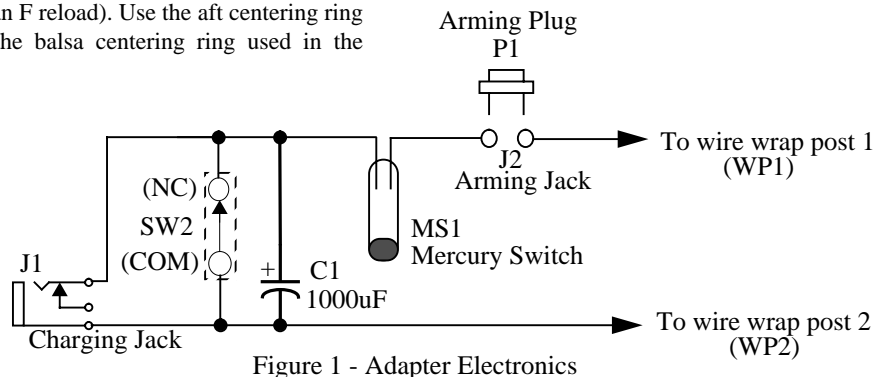 n F reload). Use the aft centering ring
he balsa centering ring used in the
Arming Plug
P1
To wire wrap post 1
(WP1)
J2
Arming Jack
(NC)
SW2
(COM)
MS1
Mercury Switch
J1
+
C1
1000uF
Charging Jack
To wire wrap post 2
(WP2)
Figure 1 - Adapter Electronics